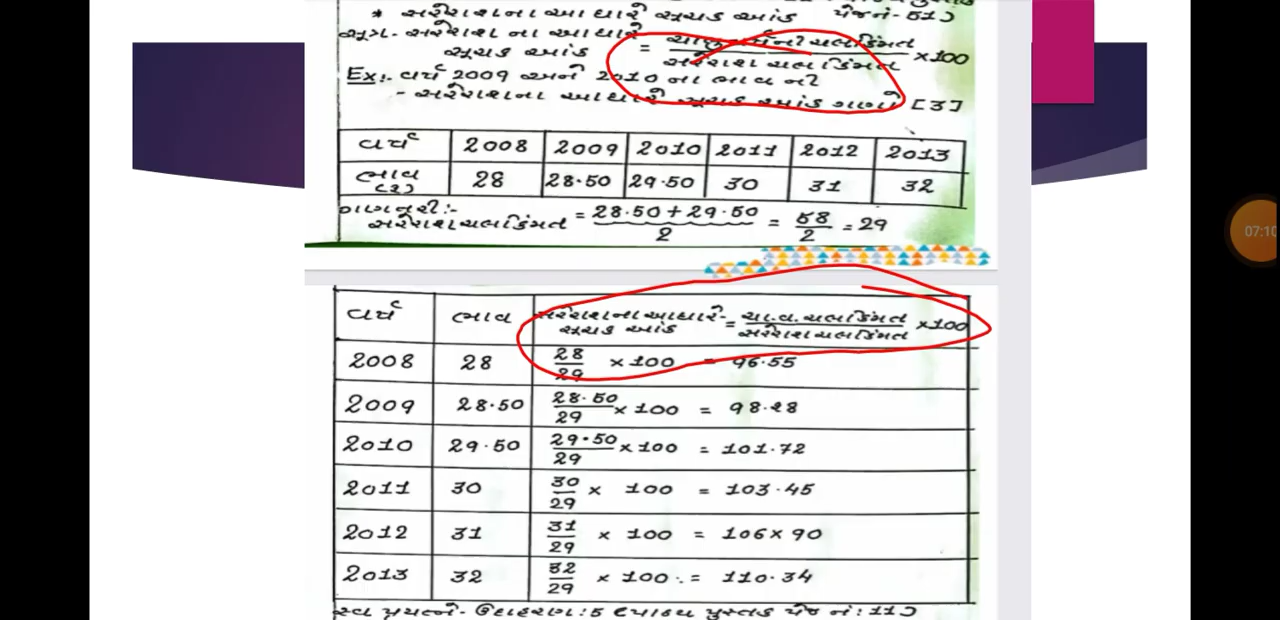 * સરેરાશના આધારે સૂચક આંક પેજનં-51)
સૂત્ર- સરેરાશ ના આધારે સૂચક આંક = ચાલુ વર્ષની ચલકિંમત / સરેરાશ ચલકિંમત ×100
Ex:- વર્ષ 2009 અને 2010 ના ભાવ ની
- સરેરાશના આધારે સૂચક આંક ગણો [3]
વર્ષ 2008 2009 2010 2011 2012 2013
ભાવ (રૂ) 28 28.50 29.50 30 31 32
ગણતરી:-
સરેરાશ ચલકિંમત = 28.50+29.50 / 2 = 58 / 2 = 29
વર્ષ ભાવ સરેરાશના આધારે- સૂચક આંક = ચા.વ.ચલકિંમત / સરેરાશ ચલકિંમત ×100
2008 28 28/29 × 100 = 96.55
2009 28.50 28.50/29 × 100 = 98.28
2010 29.50 29.50/29 × 100 = 101.72
2011 30 30/29 × 100 = 103.45
2012 31 31/29 × 100 = 106×90
2013 32 32/29 × 100 = 110.34
સ્વ પ્રયત્ને- ઉદાહરણ:5 (પાઠ્ય પુસ્તક પેજ નં:11)
07:10